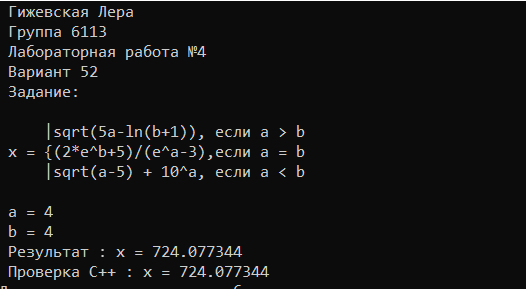 Гижевская Лера
Группа 6113
Лабораторная работа №4
Вариант 52
Задание:
|sqrt(5a-ln(b+1)), если a > b
x = {(2*e^b+5)/(e^a-3),если a = b
|sqrt(a-5) + 10^a, если a < b
a = 4
b = 4
Результат : x = 724.077344
Проверка C++ : x = 724.077344